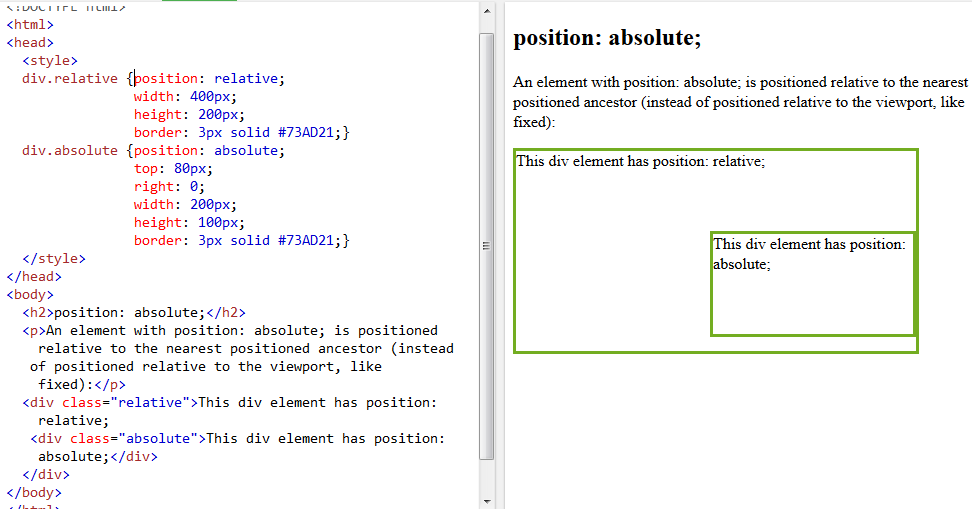 <!DOCTYPE html>
<html>
<head>
<style>
div.relative {position: relative;
width: 400px;
height: 200px;
border: 3px solid #73AD21;}
div.absolute {position: absolute;
top: 80px;
right: 0;
width: 200px;
height: 100px;
border: 3px solid #73AD21;}
</style>
</head>
<body>
<h2>position: absolute;</h2>
<p>An element with position: absolute; is positioned
relative to the nearest positioned ancestor (instead
of positioned relative to the viewport, like
fixed):</p>
<div class="relative">This div element has position:
relative;
<div class="absolute">This div element has position:
absolute;</div>
</div>
</body>
</html>
position: absolute;
An element with position: absolute; is positioned relative to the nearest
positioned ancestor (instead of positioned relative to the viewport, like
fixed):
This div element has position: relative;
This div element has position:
absolute;